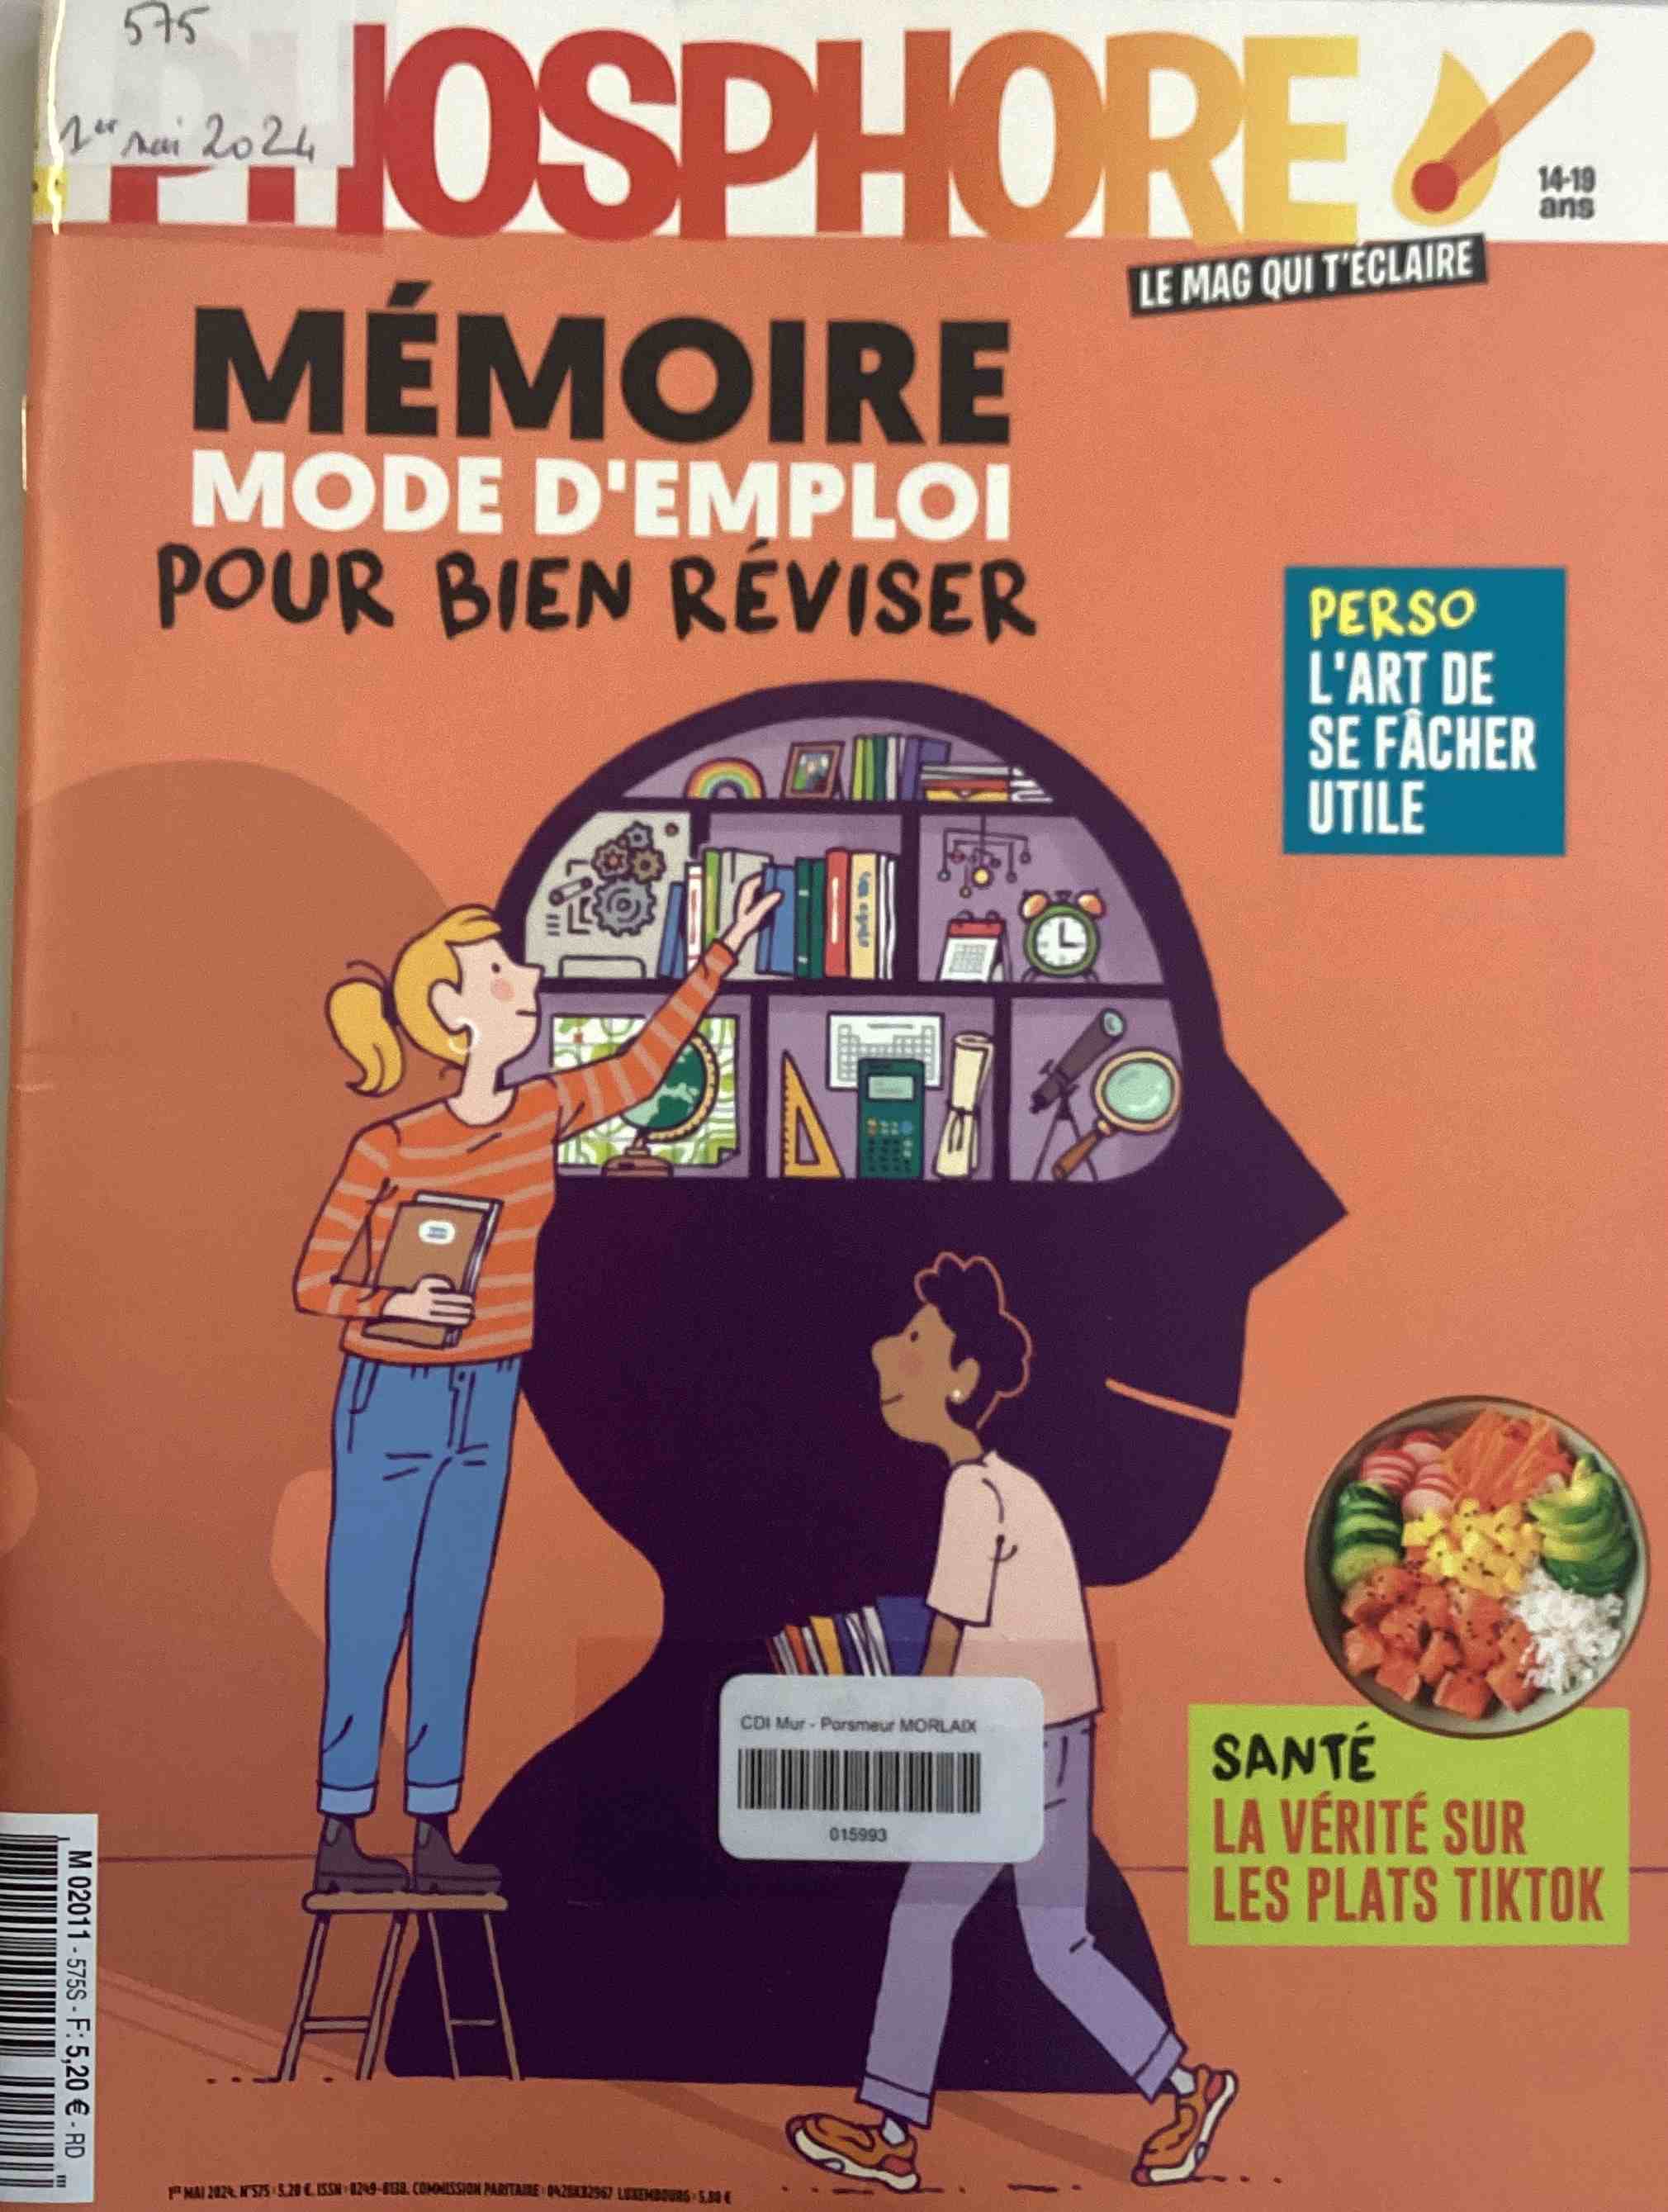 575
1er mai 2024
PHOSPHORE
14-19
ans
LE MAG QUI T'ÉCLAIRE
MÉMOIRE
MODE D'EMPLOI
POUR BIEN RÉVISER
PERSO
L'ART DE
SE FÂCHER
UTILE
CDI Mur - Porsmeur MORLAIX
015993
SANTÉ
LA VÉRITÉ SUR
LES PLATS TIKTOK
M 02011 - 575S - F: 5,20 € - RD
1ER MAI 2024. N°575 : 5,20 €. ISSN : 0249-0138. COMMISSION PARITAIRE : 0426K82967 LUXEMBOURG : 5,80 €